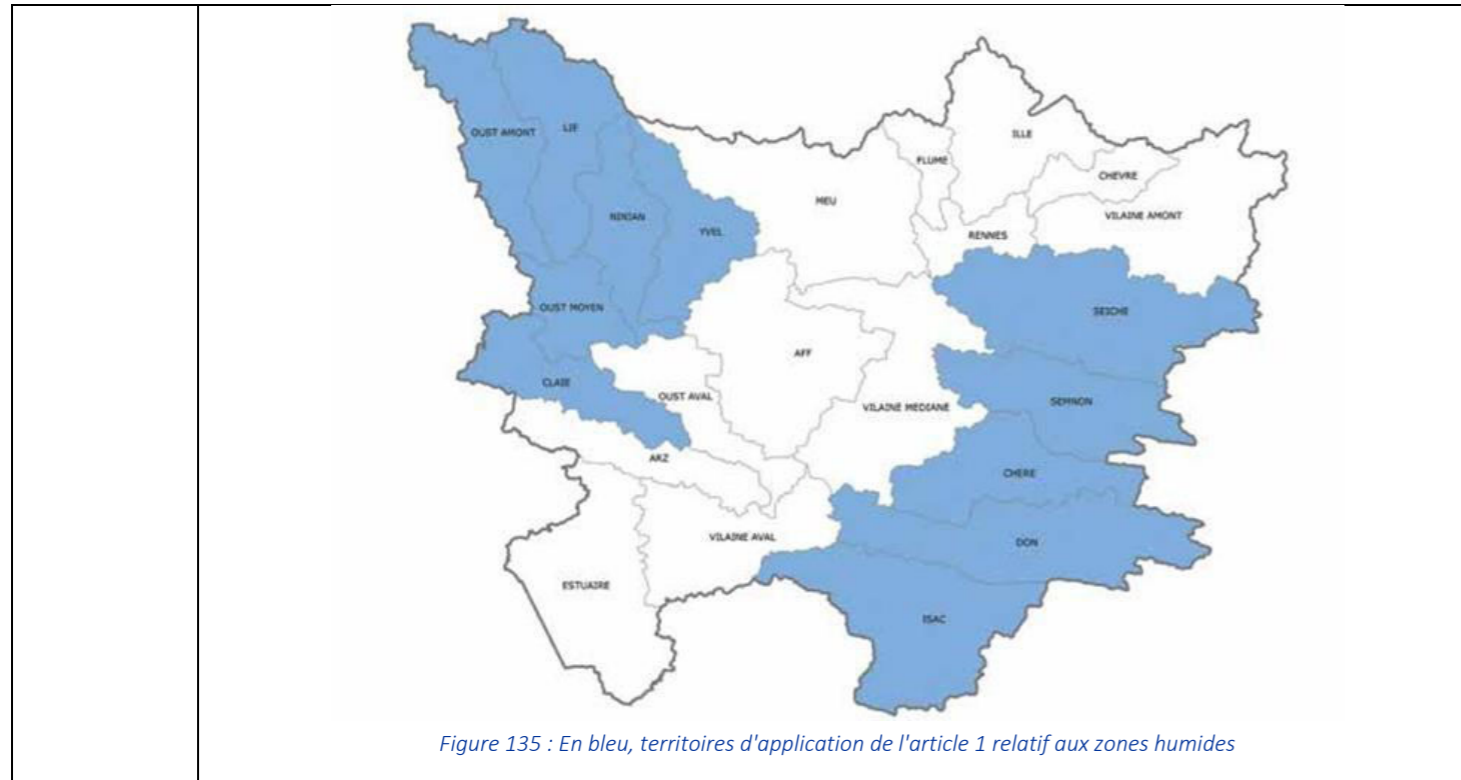 OUST AMONT
LIE
NINIAN
YVEL
MEU
FLUME
ILLE
CHEVRE
VILAINE AMONT
RENNES
SEICHE
OUST MOYEN
CLAIE
OUST AVAL
AFF
VILAINE MEDIANE
SEMNON
ARZ
CHERE
VILAINE AVAL
DON
ESTUAIRE
ISAC
Figure 135 : En bleu, territoires d'application de l'article 1 relatif aux zones humides